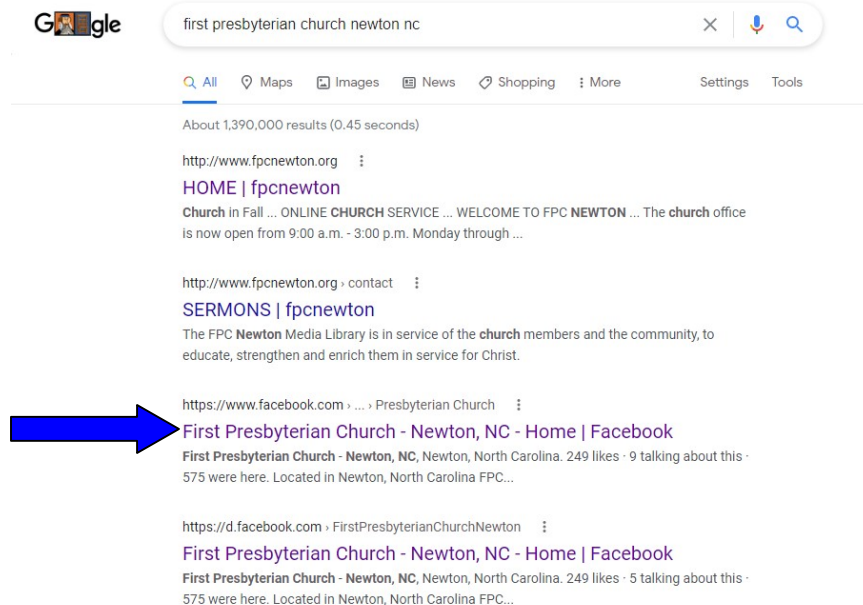 G gle
first presbyterian church newton nc
All Maps Images News Shopping More Settings Tools
About 1,390,000 results (0.45 seconds)
http://www.fpcnewton.org
HOME | fpcnewton
Church in Fall ... ONLINE CHURCH SERVICE ... WELCOME TO FPC NEWTON ... The church office
is now open from 9:00 a.m. - 3:00 p.m. Monday through ...
http://www.fpcnewton.org › contact
SERMONS | fpcnewton
The FPC Newton Media Library is in service of the church members and the community, to
educate, strengthen and enrich them in service for Christ.
https://www.facebook.com › ... › Presbyterian Church
First Presbyterian Church - Newton, NC - Home | Facebook
First Presbyterian Church - Newton, NC, Newton, North Carolina. 249 likes · 9 talking about this ·
575 were here. Located in Newton, North Carolina FPC...
https://d.facebook.com › FirstPresbyterianChurchNewton
First Presbyterian Church - Newton, NC - Home | Facebook
First Presbyterian Church - Newton, NC, Newton, North Carolina. 249 likes · 5 talking about this ·
575 were here. Located in Newton, North Carolina FPC...